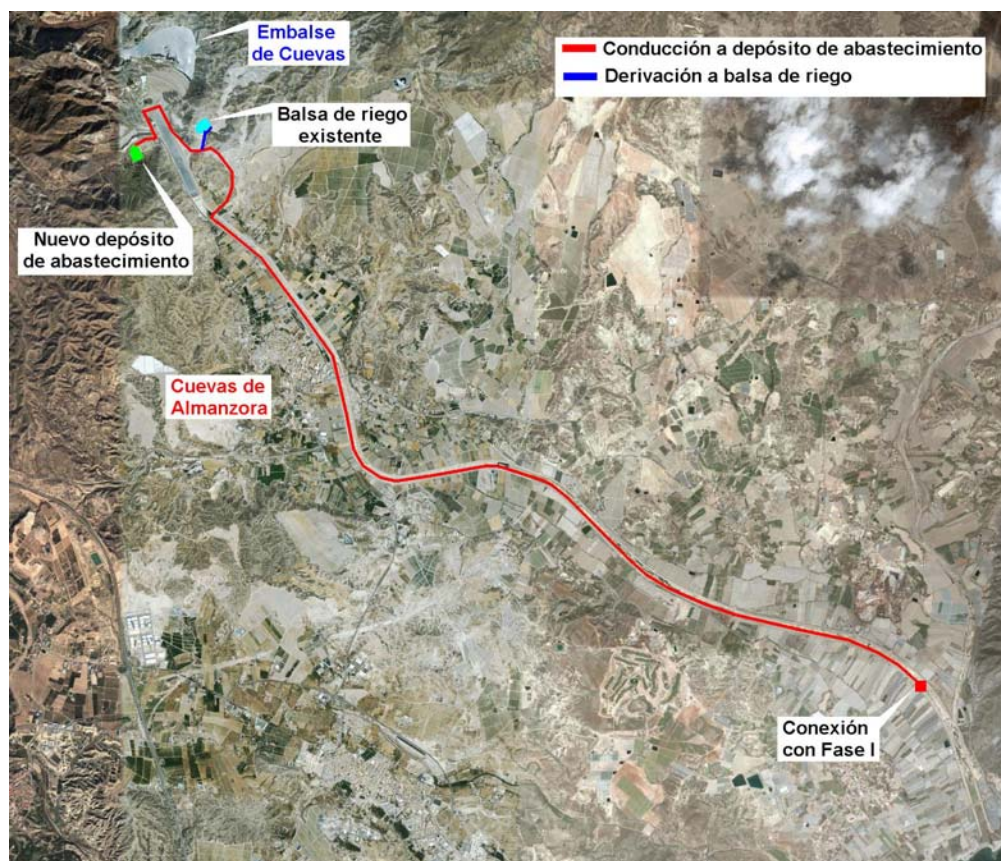 Embalse
de Cuevas
Conducción a depósito de abastecimiento
Derivación a balsa de riego
Balsa de riego
existente
Nuevo depósito
de abastecimiento
Cuevas de
Almanzora
Conexión
con Fase I